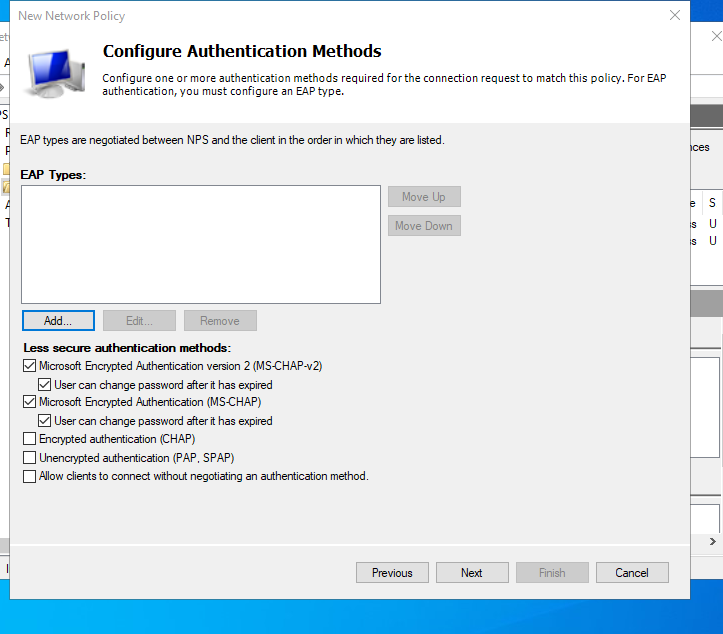 New Network Policy
Configure Authentication Methods
Configure one or more authentication methods required for the connection request to match this policy. For EAP
authentication, you must configure an EAP type.
EAP types are negotiated between NPS and the client in the order in which they are listed.
EAP Types:
Move Up
Move Down
Add...
Edit...
Remove
Less secure authentication methods:
Microsoft Encrypted Authentication version 2 (MS-CHAP-v2)
User can change password after it has expired
Microsoft Encrypted Authentication (MS-CHAP)
User can change password after it has expired
Encrypted authentication (CHAP)
Unencrypted authentication (PAP, SPAP)
Allow clients to connect without negotiating an authentication method.
Previous
Next
Finish
Cancel